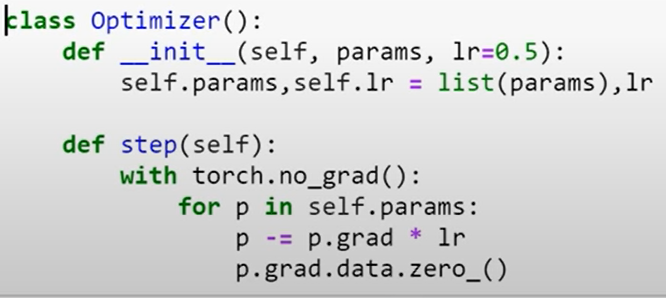 class Optimizer():
    def __init__(self, params, lr=0.5):
        self.params,self.lr = list(params),lr

    def step(self):
        with torch.no_grad():
            for p in self.params:
                p -= p.grad * lr
                p.grad.data.zero_()